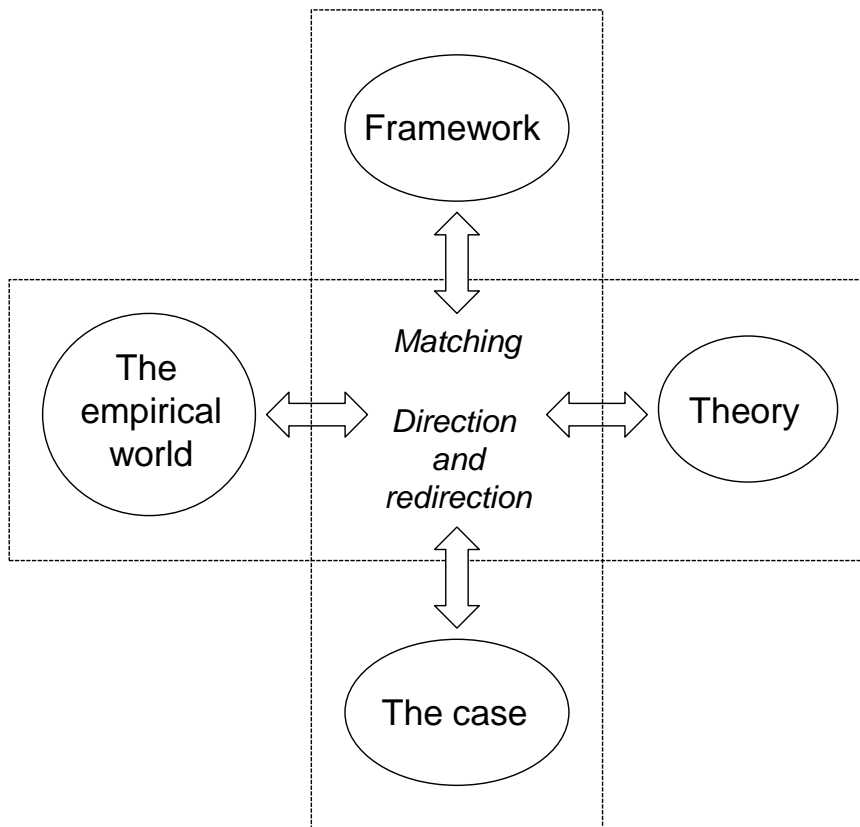 Framework
Matching
The
empirical
world
Direction
and
redirection
Theory
The case